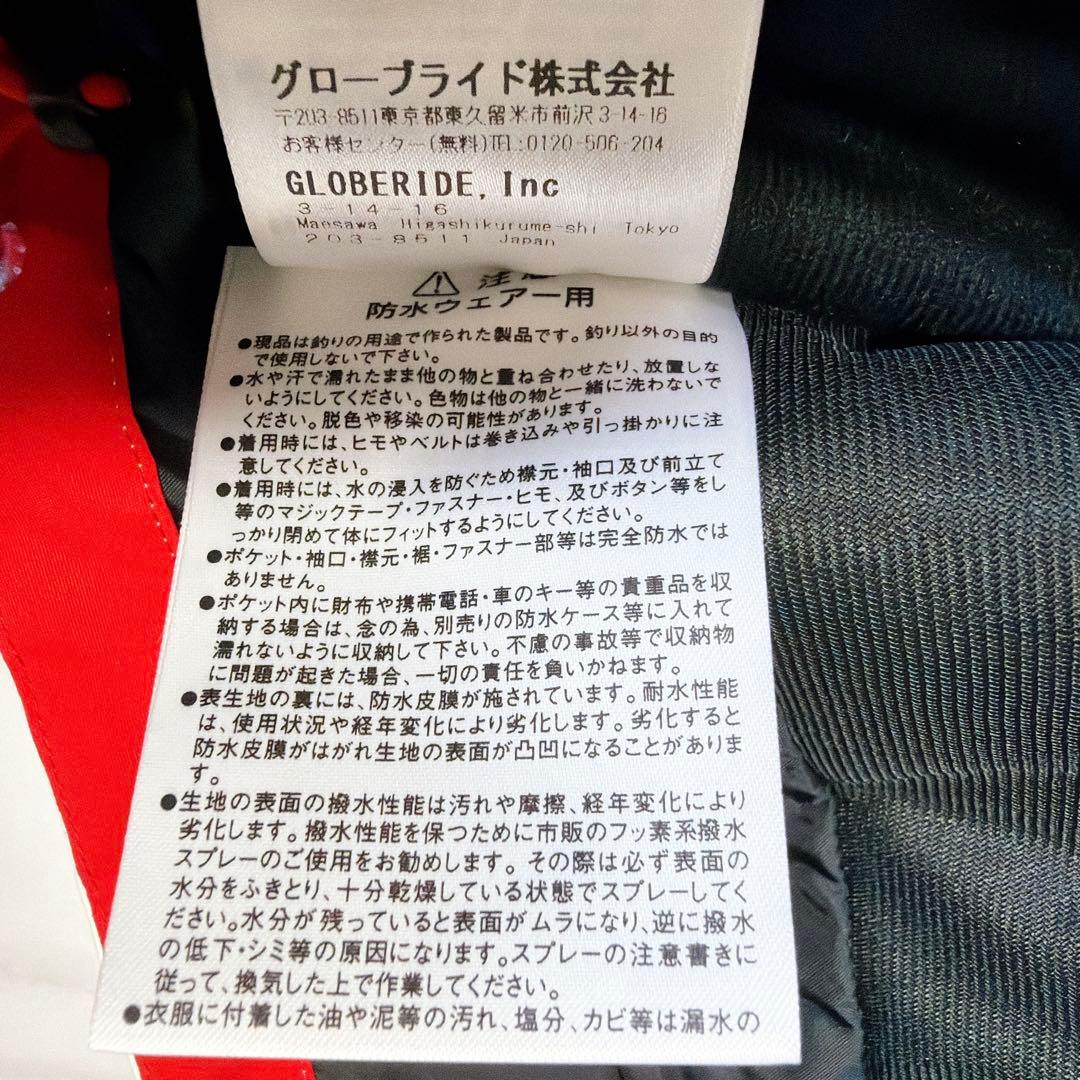 グローブライド株式会社
〒203-8511東京都東久留米市前沢3-14-16
お客様センター(無料)TEL:0120-506-204
GLOBERIDE, Inc
3-14-16
Maesawa Higashikurume-shi Tokyo
203-8511 Japan
防水ウェアー用
●現品は釣りの用途で作られた製品です。釣り以外の目的
で使用しないで下さい。
●水や汗で濡れたまま他の物と重ね合わせたり、放置しな
いようにしてください。色物は他の物と一緒に洗わないで
ください。脱色や移染の可能性があります。
●着用時には、ヒモやベルトは巻き込みや引っ掛かりに注
意してください。
●着用時には、水の浸入を防ぐため襟元・袖口及び前立て
等のマジックテープ・ファスナー・ヒモ、及びボタン等をし
っかり閉めて体にフィットするようにしてください。
●ポケット・袖口・襟元・裾・ファスナー部等は完全防水では
ありません。
●ポケット内に財布や携帯電話・車のキー等の貴重品を収
納する場合は、念の為、別売りの防水ケース等に入れて
濡れないように収納して下さい。不慮の事故等で収納物
に問題が起きた場合、一切の責任を負いかねます。
●表生地の裏には、防水皮膜が施されています。耐水性能
は、使用状況や経年変化により劣化します。劣化すると
防水皮膜がはがれ生地の表面が凸凹になることがありま
す。
●生地の表面の撥水性能は汚れや摩擦、経年変化により
劣化します。撥水性能を保つために市販のフッ素系撥水
スプレーのご使用をお勧めします。その際は必ず表面の
水分をふきとり、十分乾燥している状態でスプレーしてく
ださい。水分が残っていると表面がムラになり、逆に撥水
の低下・シミ等の原因になります。スプレーの注意書きに
従って、換気した上で作業してください。
●衣服に付着した油や泥等の汚れ、塩分、カビ等は漏水の